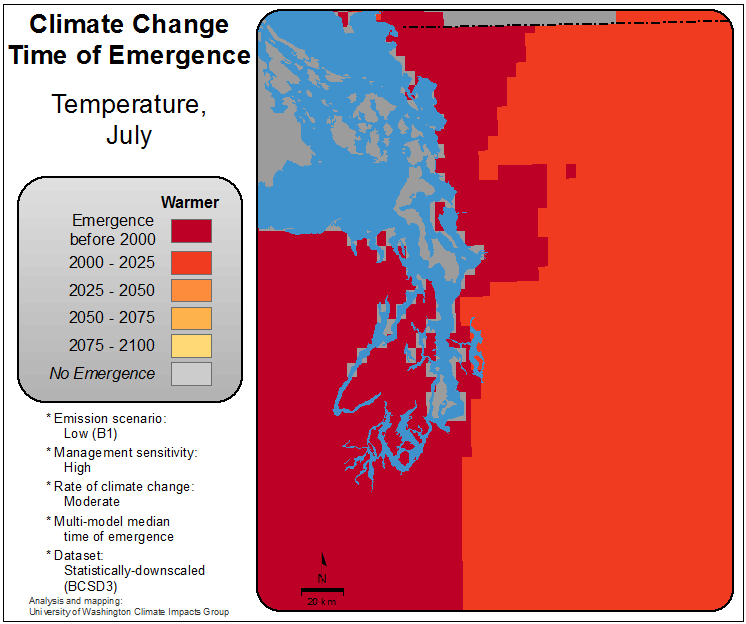 Climate Change
Time of Emergence
Temperature,
July
Warmer
Emergence
before 2000
2000 - 2025
2025 - 2050
2050 - 2075
2075 - 2100
No Emergence
* Emission scenario:
Low (B1)
* Management sensitivity:
High
* Rate of climate change:
Moderate
* Multi-model median
time of emergence
* Dataset:
Statistically-downscaled
(BCSD3)
Analysis and mapping:
University of Washington Climate Impacts Group
N
20 km